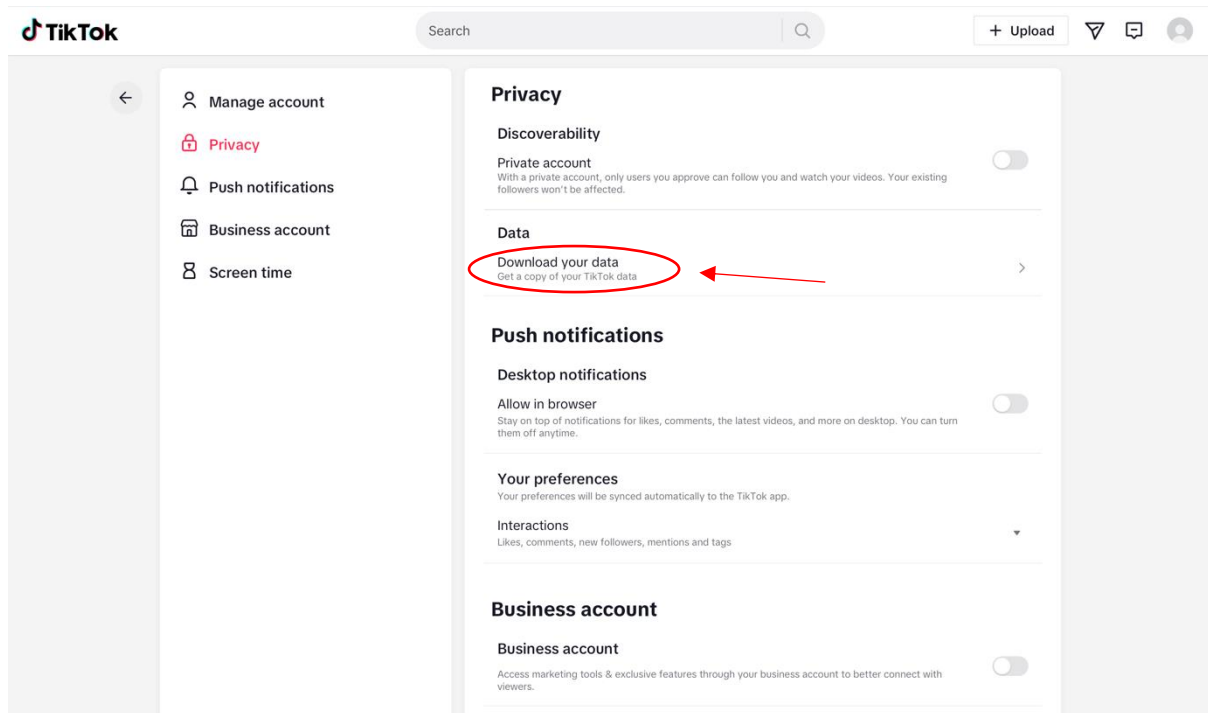 TikTok
Search
+ Upload
Manage account
Privacy
Push notifications
Business account
Screen time
Privacy
Discoverability
Private account
With a private account, only users you approve can follow you and watch your videos. Your existing
followers won't be affected.
Data
Download your data
Get a copy of your TikTok data
Push notifications
Desktop notifications
Allow in browser
Stay on top of notifications for likes, comments, the latest videos, and more on desktop. You can turn
them off anytime.
Your preferences
Your preferences will be synced automatically to the TikTok app.
Interactions
Likes, comments, new followers, mentions and tags
Business account
Business account
Access marketing tools & exclusive features through your business account to better connect with
viewers.